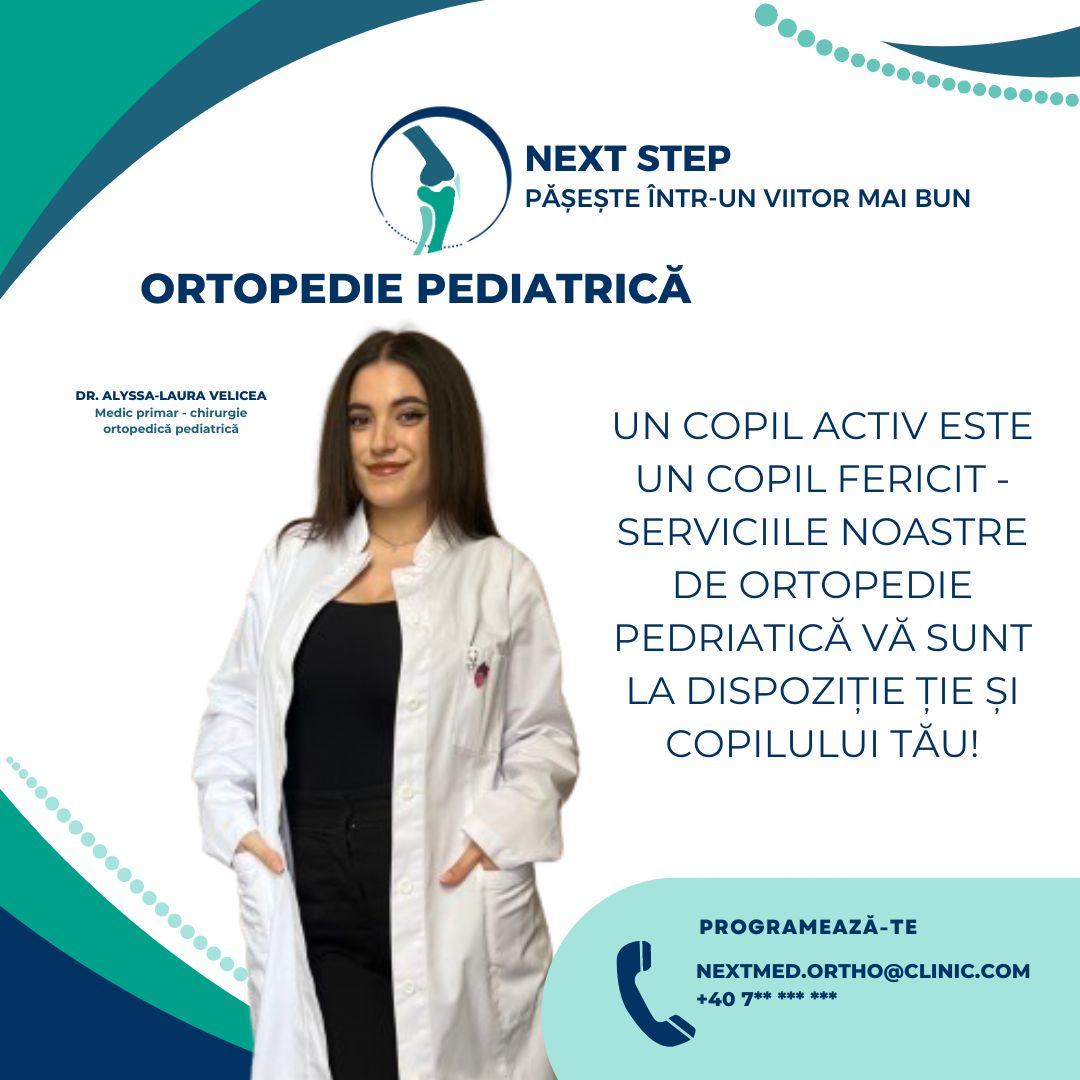 NEXT STEP
PĂȘEȘTE ÎNTR-UN VIITOR MAI BUN
ORTOPEDIE PEDIATRICĂ
DR. ALYSSA-LAURA VELICEA
Medic primar - chirurgie
ortopedică pediatrică
UN COPIL ACTIV ESTE
UN COPIL FERICIT -
SERVICIILE NOASTRE
DE ORTOPEDIE
PEDRIATICĂ VĂ SUNT
LA DISPOZIȚIE ȚIE ȘI
COPILULUI TĂU!
PROGRAMEAZĂ-TE
NEXTMED.ORTHO@CLINIC.COM
+40 7** *** ***